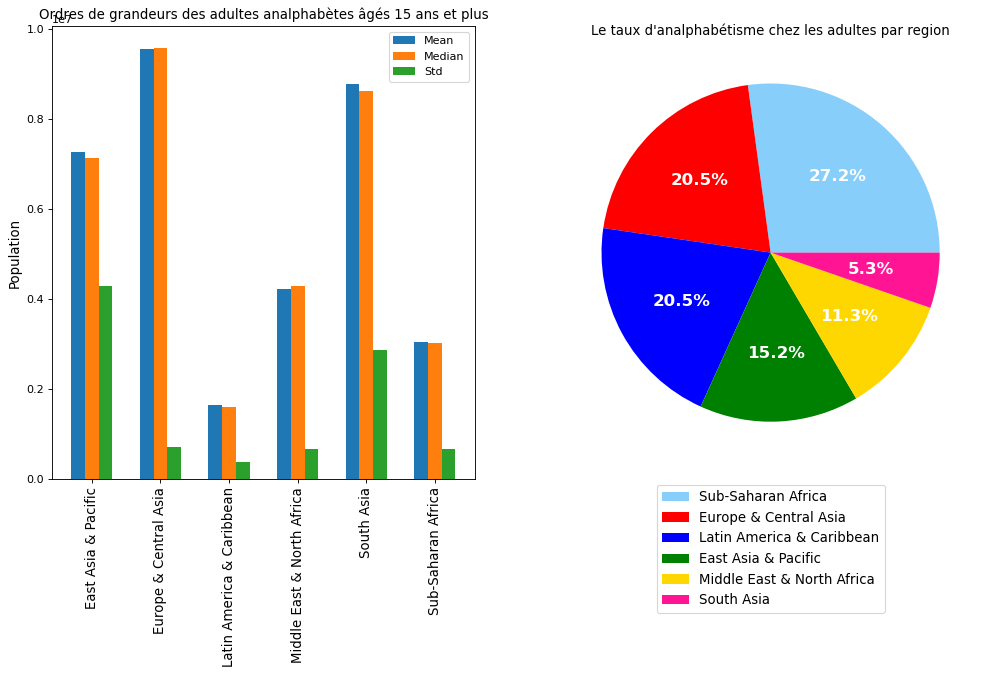 Ordres de grandeurs des adultes analphabètes âgés 15 ans et plus
1e7
1.0
0.8
0.6
0.4
0.2
0.0
Population
Mean
Median
Std
East Asia & Pacific
Europe & Central Asia
Latin America & Caribbean
Middle East & North Africa
South Asia
Sub-Saharan Africa
Le taux d'analphabétisme chez les adultes par region
27.2%
20.5%
20.5%
15.2%
11.3%
5.3%
Sub-Saharan Africa
Europe & Central Asia
Latin America & Caribbean
East Asia & Pacific
Middle East & North Africa
South Asia